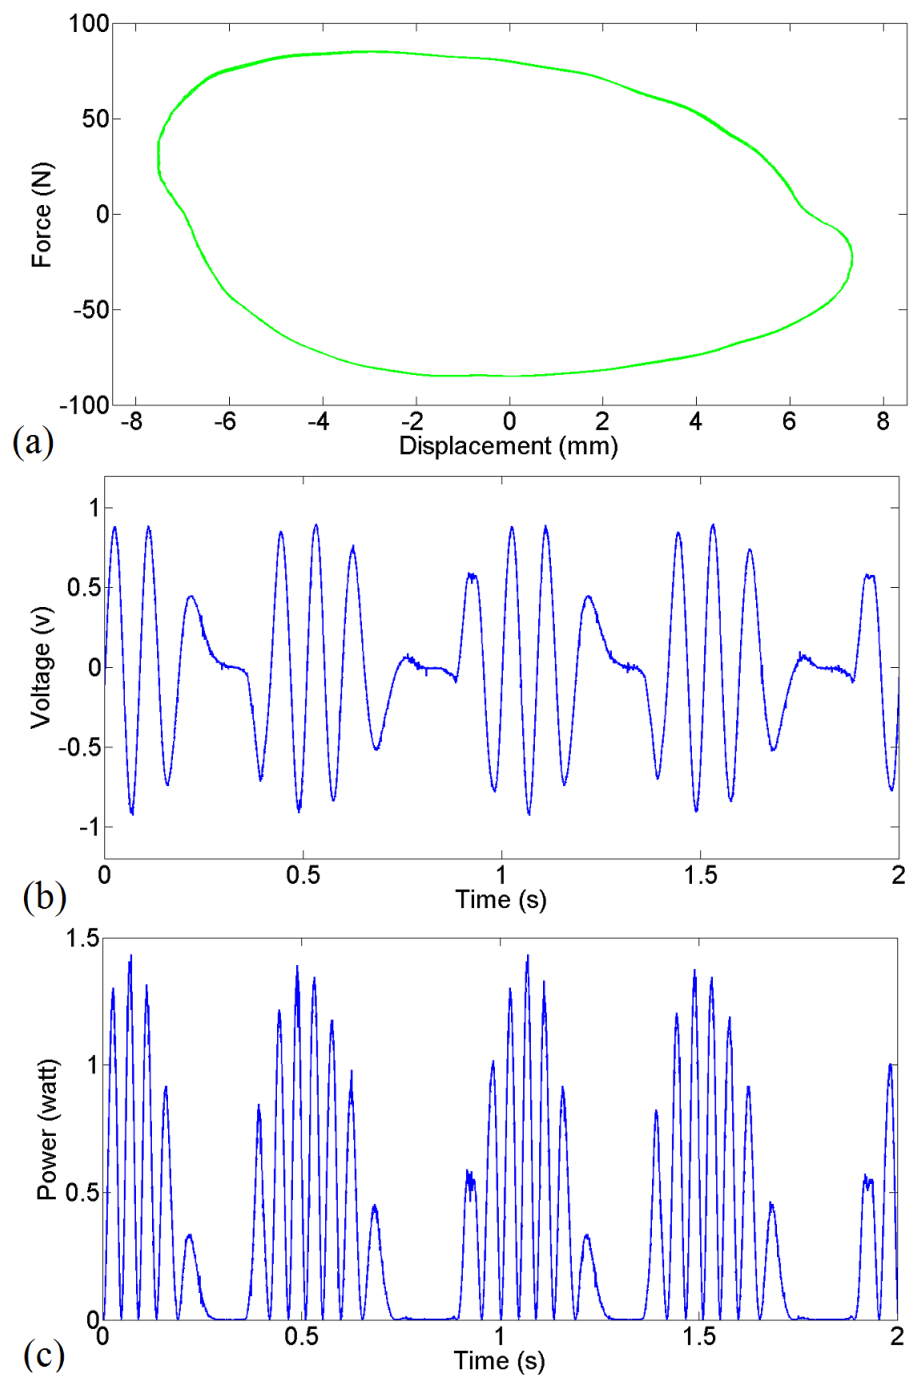 100
50
0
-50
-100
Force (N)
-8 -6 -4 -2 0 2 4 6 8
Displacement (mm)
(a)
1
0.5
0
-0.5
-1
Voltage (v)
0 0.5 1 1.5 2
Time (s)
(b)
1.5
1
0.5
0
Power (watt)
0 0.5 1 1.5 2
Time (s)
(c)